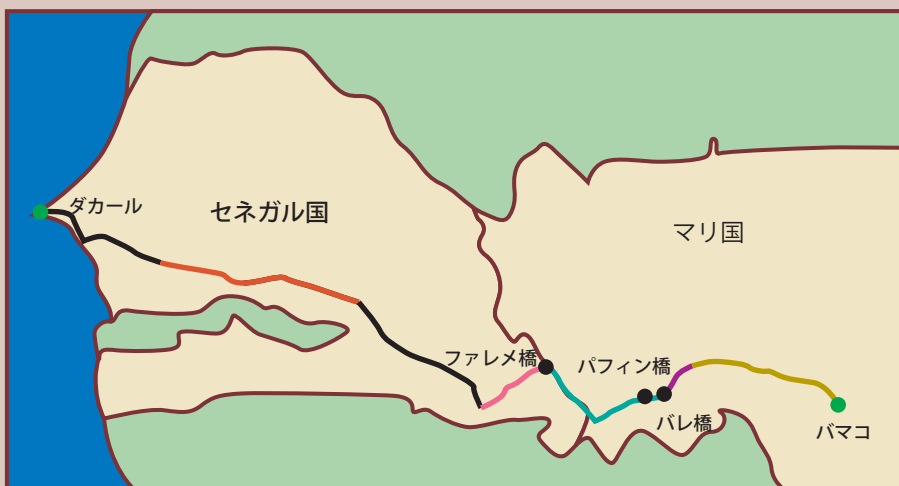 ダカール
セネガル国
マリ国
ファレメ橋
パフィン橋
バレ橋
バマコ